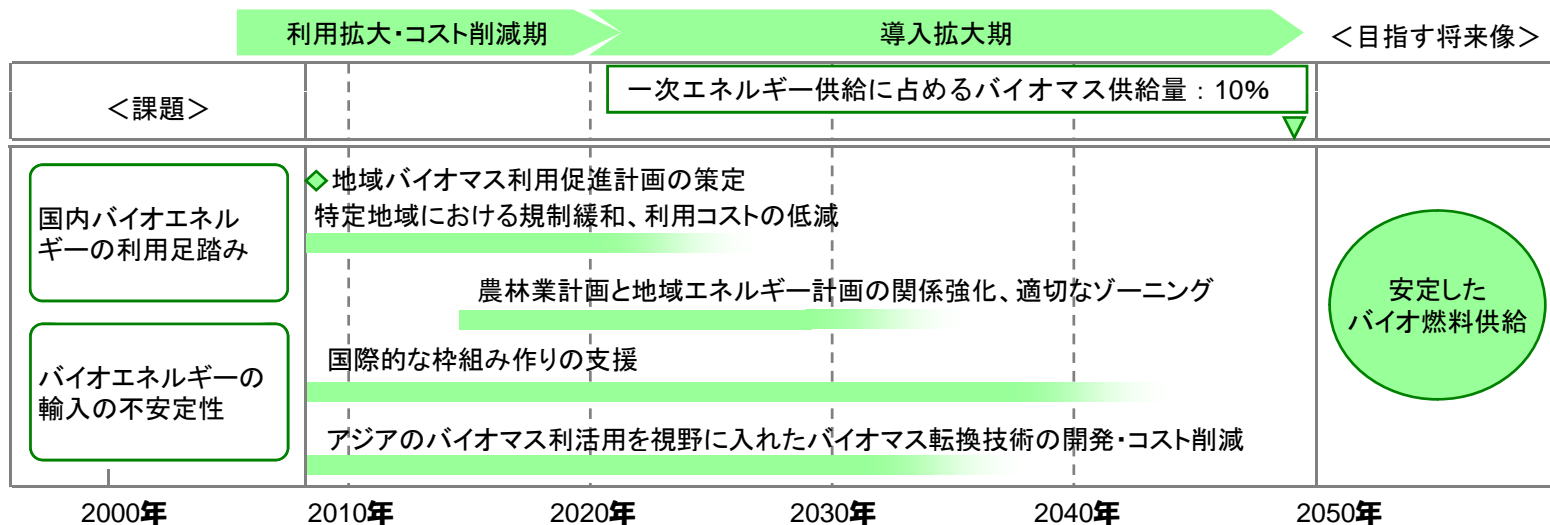 利用拡大・コスト削減期
導入拡大期
＜目指す将来像＞
＜課題＞
一次エネルギー供給に占めるバイオマス供給量：10%
国内バイオエネル
ギーの利用足踏み
地域バイオマス利用促進計画の策定
特定地域における規制緩和、利用コストの低減
農林業計画と地域エネルギー計画の関係強化、適切なゾーニング
安定した
バイオ燃料供給
バイオエネルギーの
輸入の不安定性
国際的な枠組み作りの支援
アジアのバイオマス利活用を視野に入れたバイオマス転換技術の開発・コスト削減
2000年
2010年
2020年
2030年
2040年
2050年